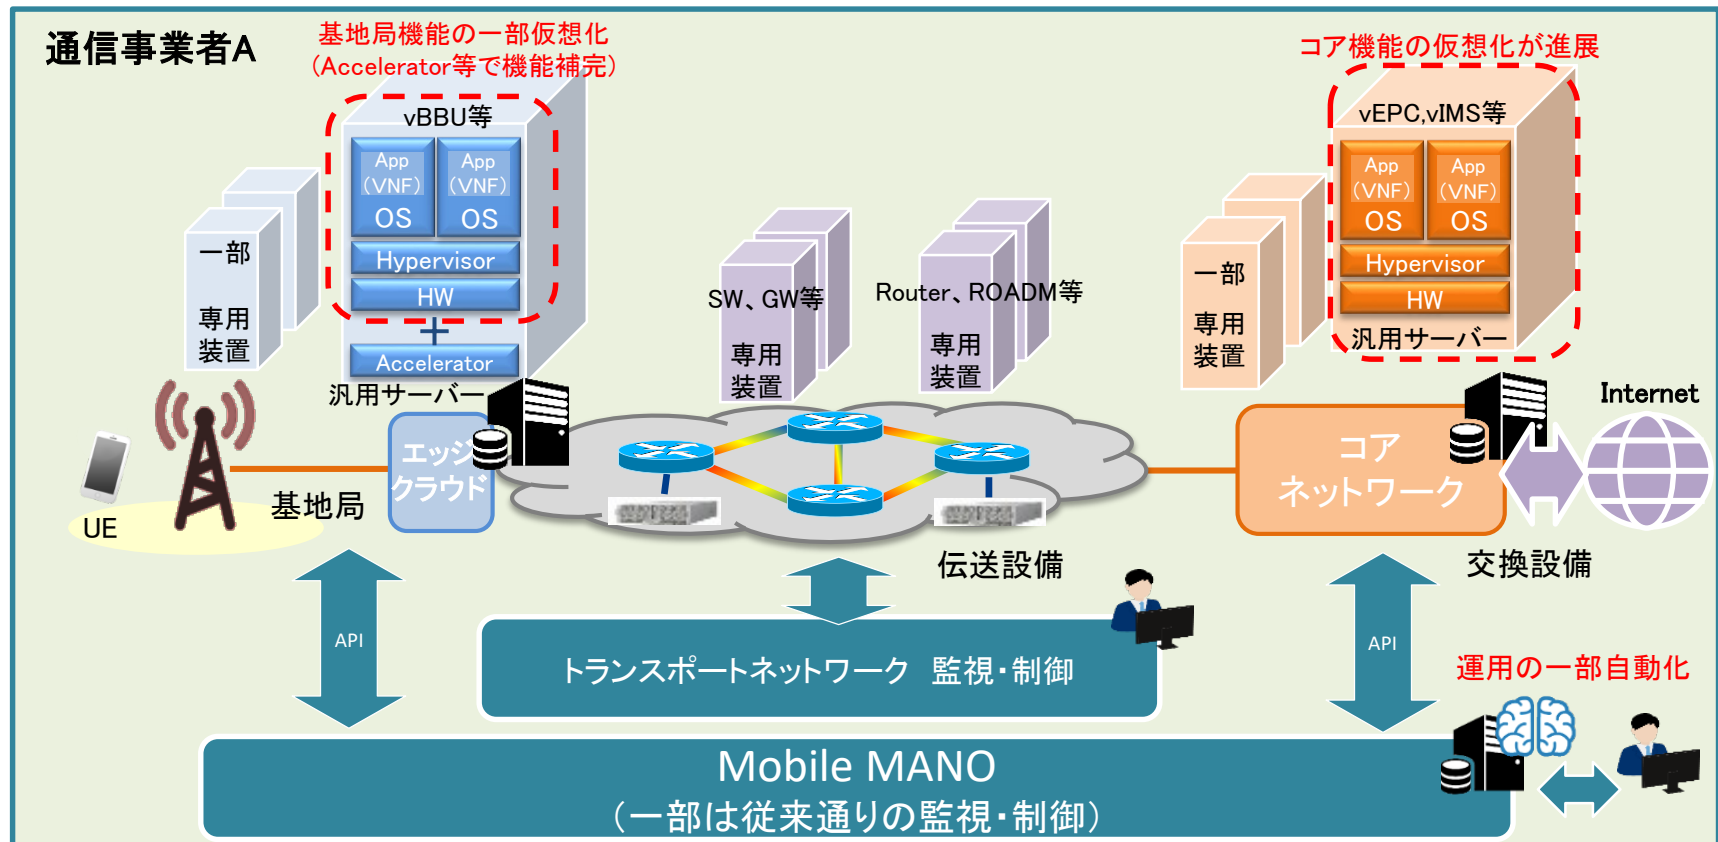 通信事業者A
基地局機能の一部仮想化
(Accelerator等で機能補完)
コア機能の仮想化が進展
vBBU等
App
(VNF)
OS
App
(VNF)
OS
Hypervisor
HW
+
Accelerator
汎用サーバー
一部
専用
装置
SW、GW等
専用
装置
Router、ROADM等
専用
装置
一部
専用
装置
vEPC,vIMS等
App
(VNF)
OS
App
(VNF)
OS
Hypervisor
HW
汎用サーバー
Internet
エッジ
クラウド
コア
ネットワーク
UE
基地局
伝送設備
交換設備
API
API
トランスポートネットワーク 監視・制御
運用の一部自動化
Mobile MANO
(一部は従来通りの監視・制御)